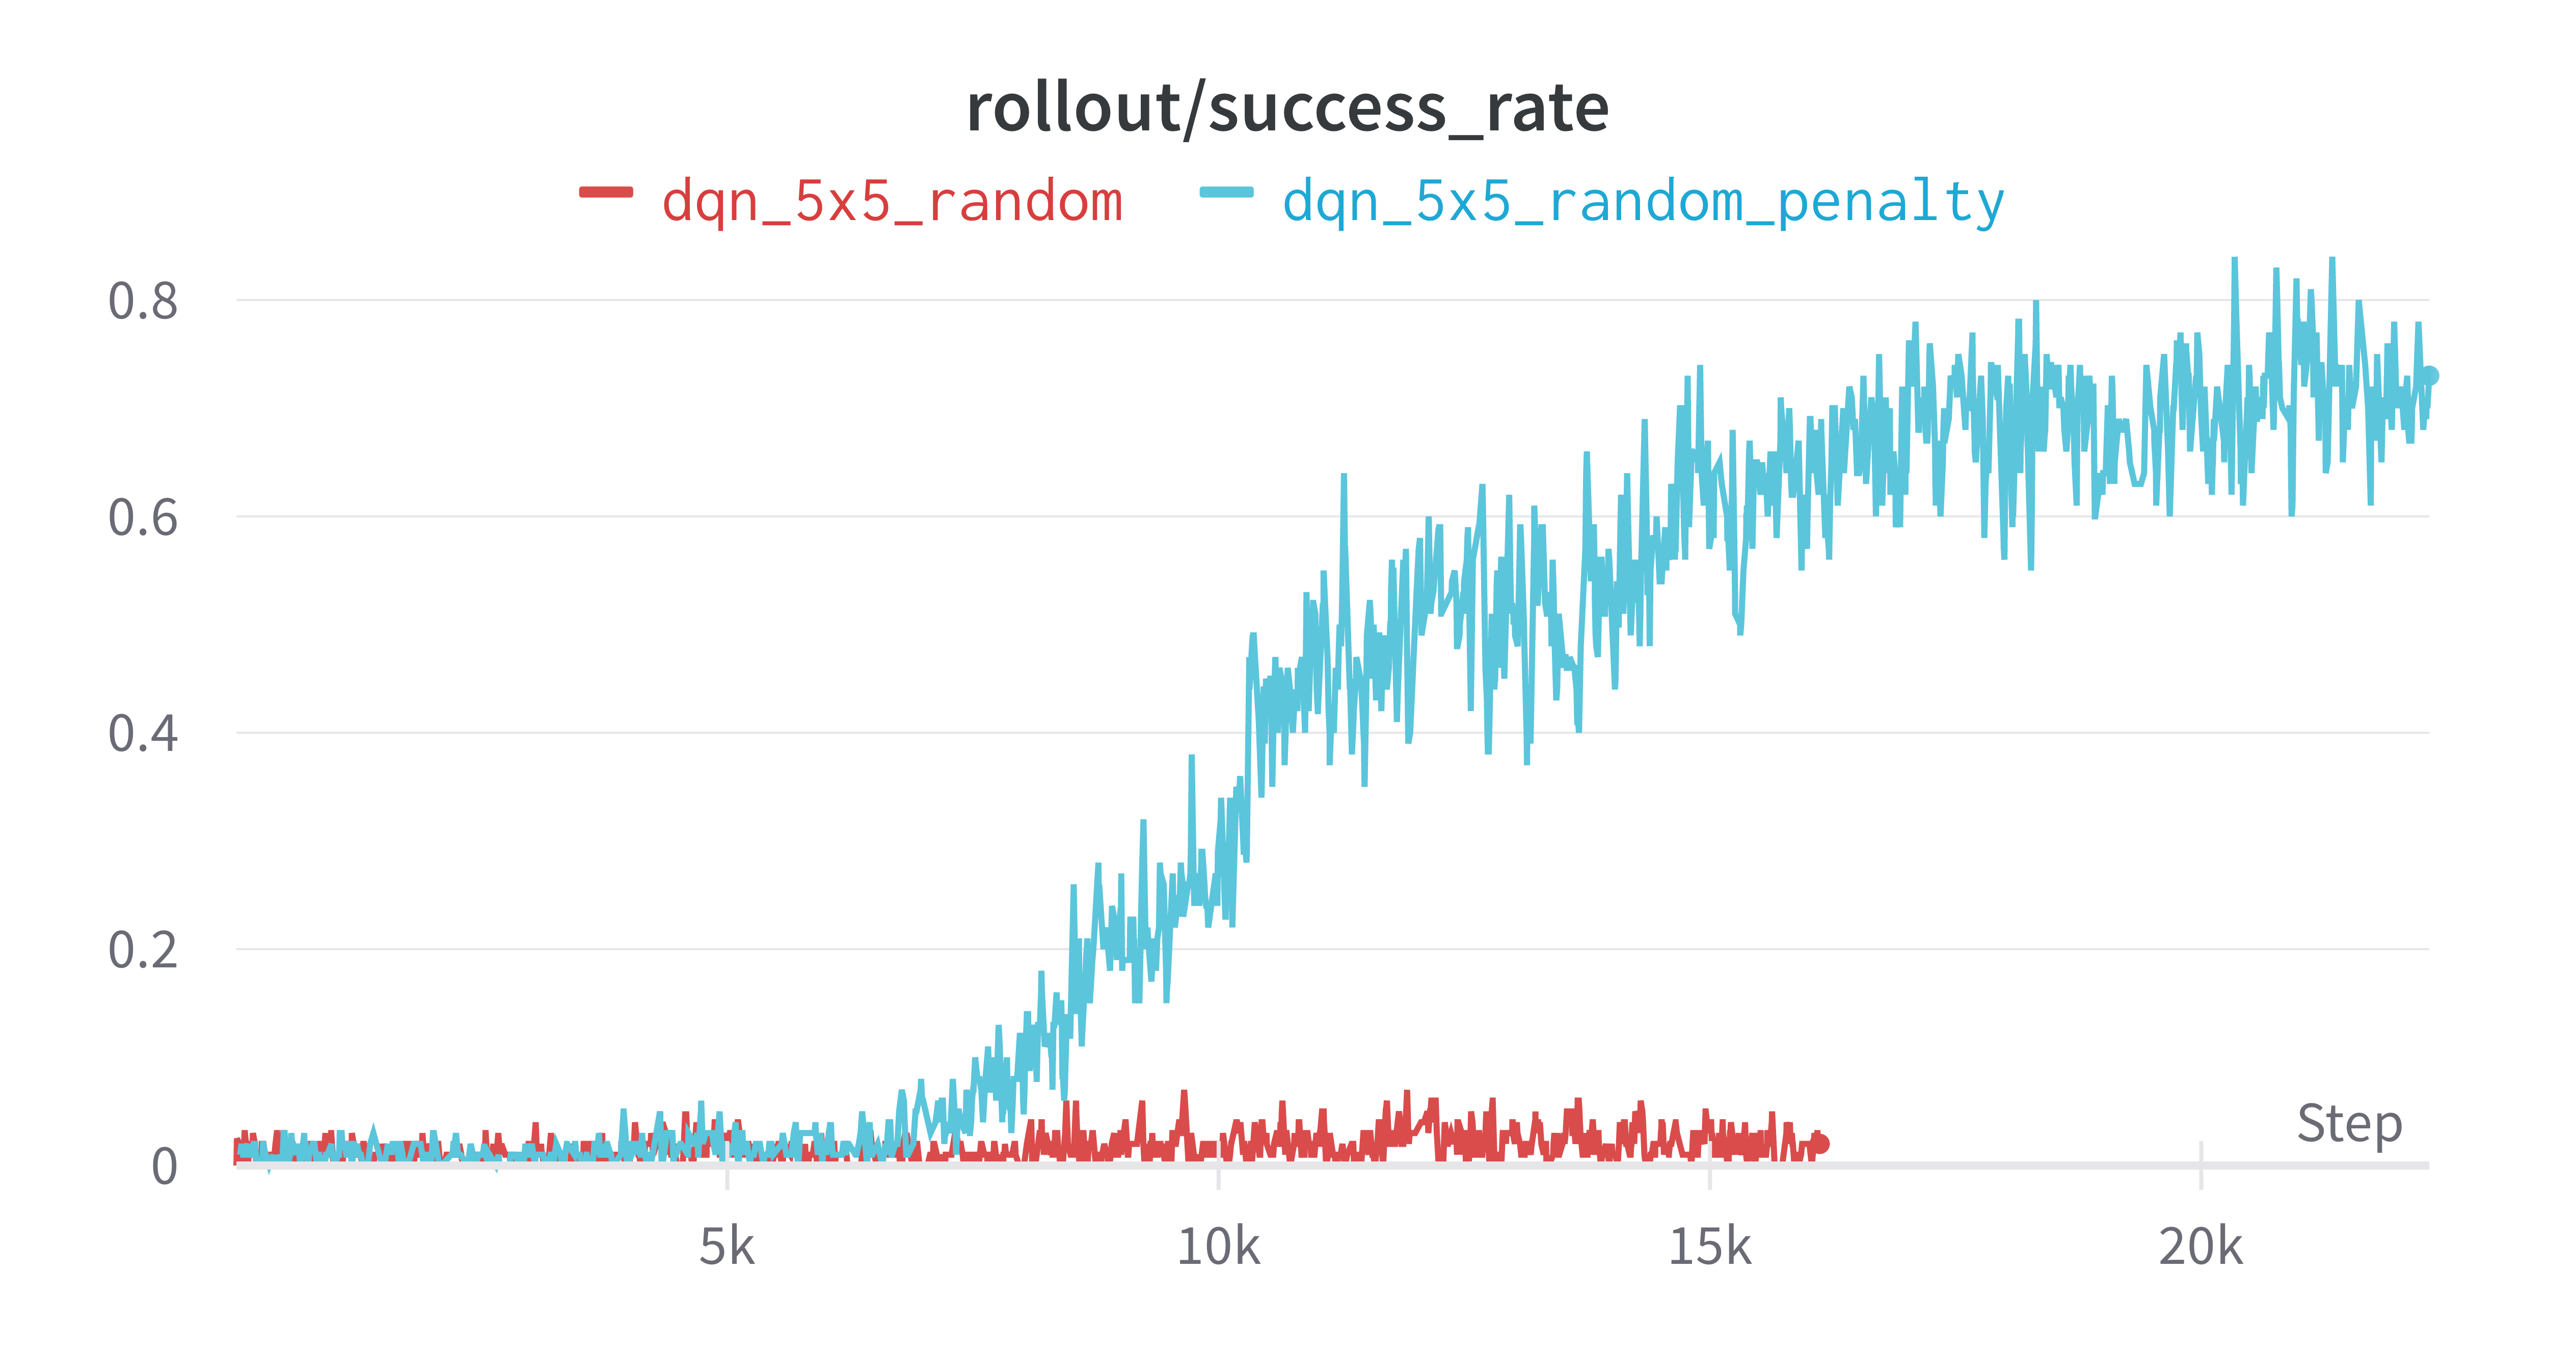 rollout/success_rate
dqn_5x5_random dqn_5x5_random_penalty
0.8
0.6
0.4
0.2
Step
0
5k 10k 15k 20k